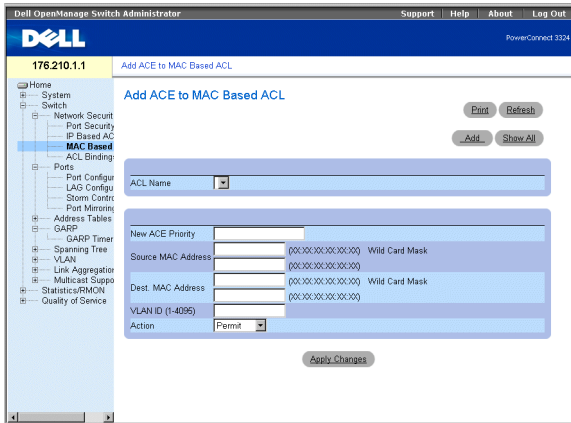 Dell OpenManage Switch Administrator
Support Help About Log Out
DELL
PowerConnect 3324
176.210.1.1
Add ACE to MAC Based ACL
Home
System
Switch
Network Securit
Port Security
IP Based AC
MAC Based
ACL Binding
Ports
Port Configur
LAG Configu
Storm Contro
Port Mirroring
Address Tables
GARP
GARP Timer
Spanning Tree
VLAN
Link Aggregation
Multicast Suppo
Statistics/RMON
Quality of Service
Add ACE to MAC Based ACL
Print Refresh
Add Show All
ACL Name
New ACE Priority
Source MAC Address (XX:XX:XX:XX:XX:XX) Wild Card Mask
(XX:XX:XX:XX:XX:XX)
Dest. MAC Address (XX:XX:XX:XX:XX:XX) Wild Card Mask
(XX:XX:XX:XX:XX:XX)
VLAN ID (1-4095)
Action Permit
Apply Changes